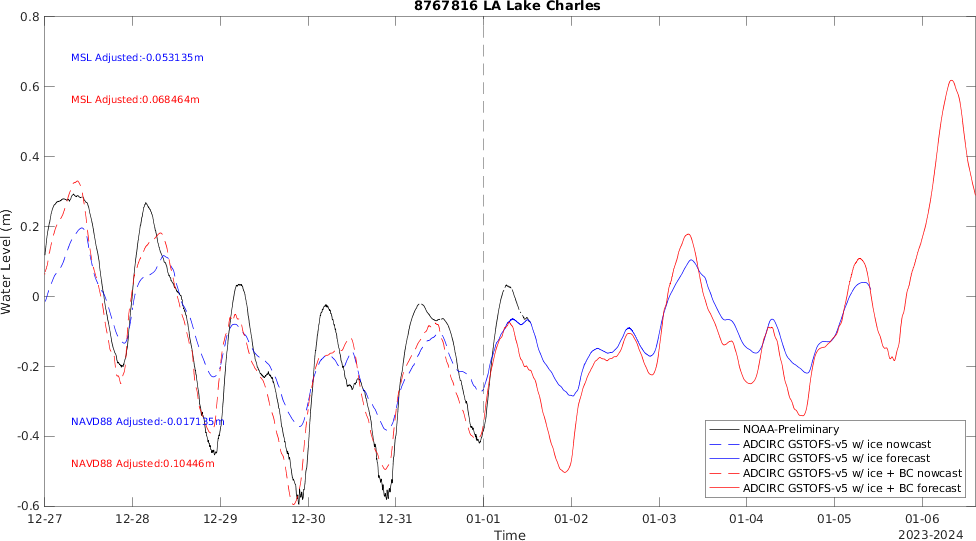 8767816 LA Lake Charles
0.8
MSL Adjusted:-0.053135m
0.6
MSL Adjusted:0.068464m
0.4
0.2
Water Level (m)
0
-0.2
NAVD88 Adjusted:-0.017135m
-0.4
NAVD88 Adjusted:0.10446m
-0.6
NOAA-Preliminary
ADCIRC GSTOFS-v5 w/ ice nowcast
ADCIRC GSTOFS-v5 w/ ice forecast
ADCIRC GSTOFS-v5 w/ ice + BC nowcast
ADCIRC GSTOFS-v5 w/ ice + BC forecast
12-27 12-28 12-29 12-30 12-31 01-01 01-02 01-03 01-04 01-05 01-06
Time
2023-2024